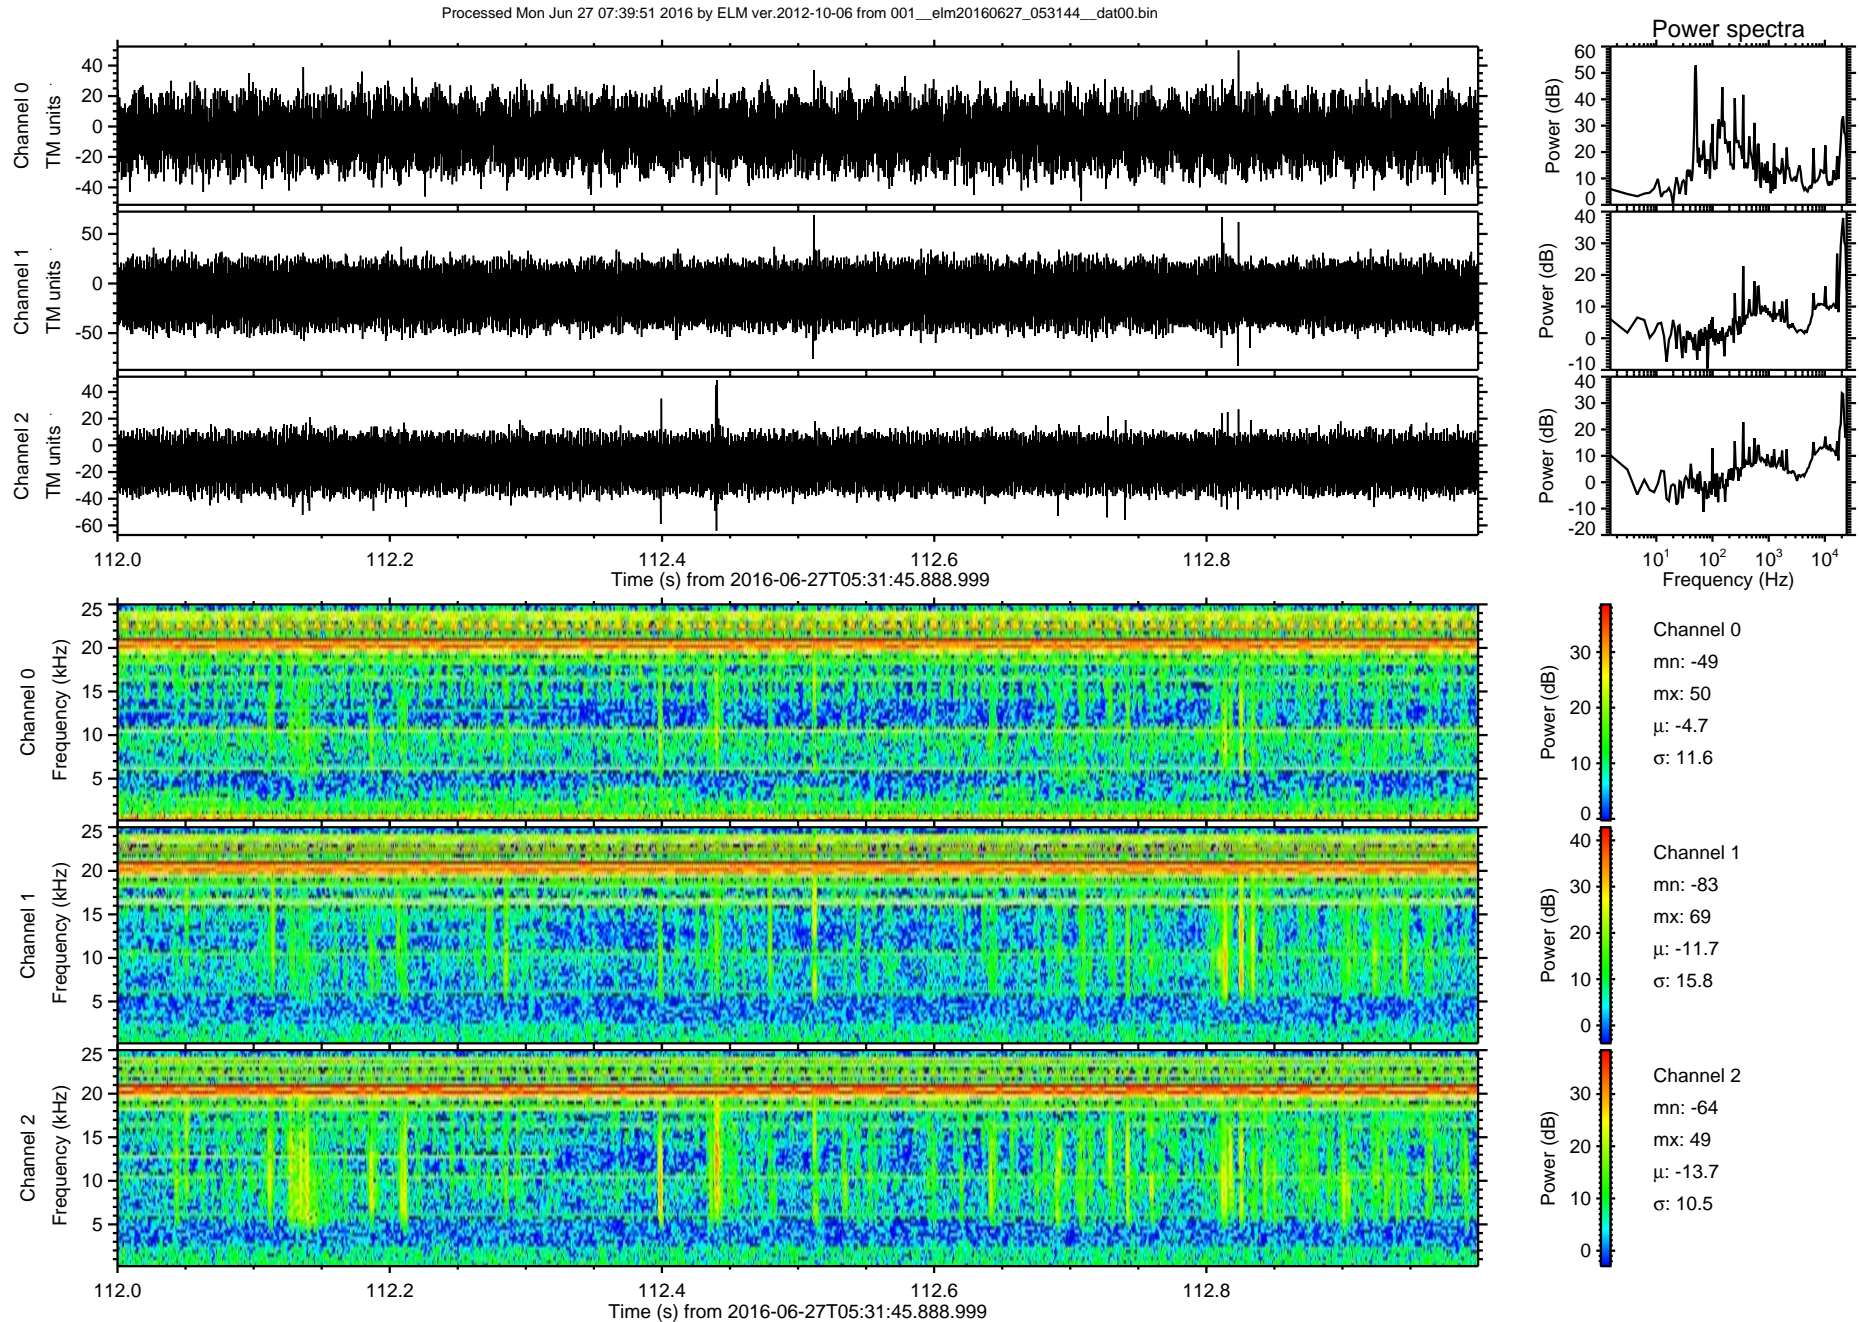 Processed Mon Jun 27 07:39:51 2016 by ELM ver.2012-10-06 from 001__elm20160627_053144__dat00.bin
Power spectra
Channel 0
TM units
40
20
0
-20
-40
Power (dB)
60
50
40
30
20
10
0
Channel 1
TM units
50
0
-50
Power (dB)
40
30
20
10
0
-10
Channel 2
TM units
40
20
0
-20
-40
-60
Power (dB)
40
30
20
10
0
-10
-20
112.0 112.2 112.4 112.6 112.8
Time (s) from 2016-06-27T05:31:45.888.999
10^1 10^2 10^3 10^4
Frequency (Hz)
Channel 0
Frequency (kHz)
25
20
15
10
5
Power (dB)
30
20
10
0
Channel 0
mn: -49
mx: 50
μ: -4.7
σ: 11.6
Channel 1
Frequency (kHz)
25
20
15
10
5
Power (dB)
40
30
20
10
0
Channel 1
mn: -83
mx: 69
μ: -11.7
σ: 15.8
Channel 2
Frequency (kHz)
25
20
15
10
5
Power (dB)
30
20
10
0
Channel 2
mn: -64
mx: 49
μ: -13.7
σ: 10.5
112.0 112.2 112.4 112.6 112.8
Time (s) from 2016-06-27T05:31:45.888.999